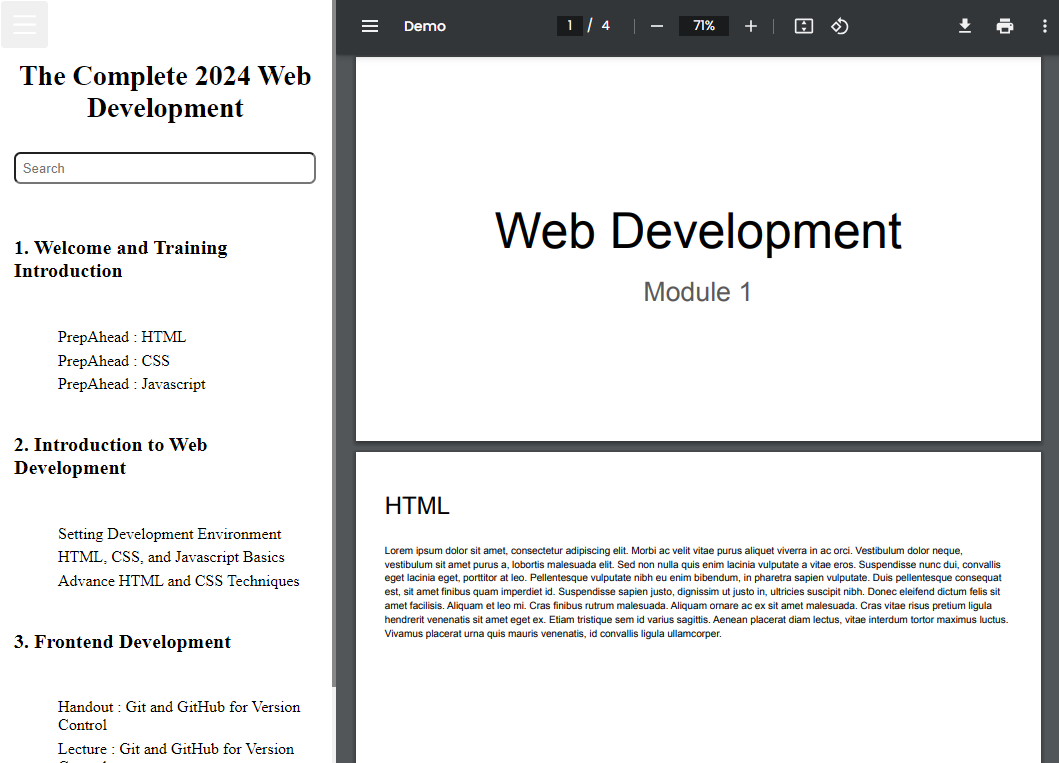 The Complete 2024 Web
Development
Search
1. Welcome and Training
Introduction
PrepAhead : HTML
PrepAhead : CSS
PrepAhead : Javascript
2. Introduction to Web
Development
Setting Development Environment
HTML, CSS, and Javascript Basics
Advance HTML and CSS Techniques
3. Frontend Development
Handout : Git and GitHub for Version
Control
Lecture : Git and GitHub for Version
Demo
1 / 4
71%
Web Development
Module 1
HTML
Lorem ipsum dolor sit amet, consectetur adipiscing elit. Morbi ac velit vitae purus aliquet viverra in ac orci. Vestibulum dolor neque,
vestibulum sit amet purus a, lobortis malesuada elit. Sed non nulla quis enim lacinia vulputate a vitae eros. Suspendisse nunc dui, convallis
eget lacinia eget, porttitor at leo. Pellentesque vulputate nibh eu enim bibendum, in pharetra sapien vulputate. Duis pellentesque consequat
est, sit amet finibus quam imperdiet id. Suspendisse sapien justo, dignissim ut justo in, ultricies suscipit nibh. Donec eleifend dictum felis sit
amet facilisis. Aliquam et leo mi. Cras finibus rutrum malesuada. Aliquam ornare ac ex sit amet malesuada. Cras vitae risus pretium ligula
hendrerit venenatis sit amet eget ex. Etiam tristique sem id varius sagittis. Aenean placerat diam lectus, vitae interdum tortor maximus luctus.
Vivamus placerat urna quis mauris venenatis, id convallis ligula ullamcorper.